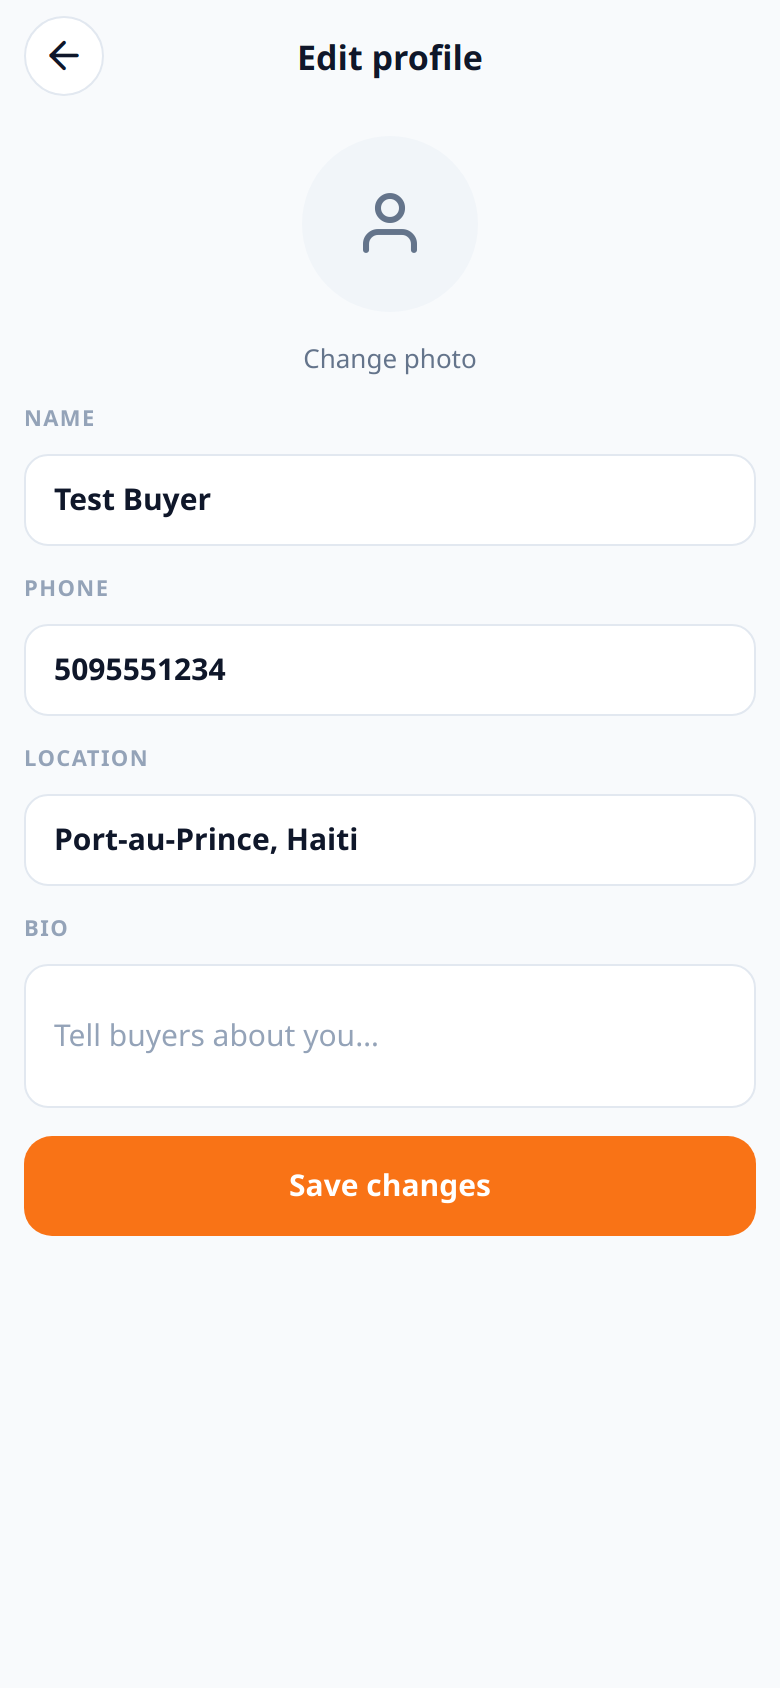 Edit profile
Change photo
NAME
Test Buyer
PHONE
5095551234
LOCATION
Port-au-Prince, Haiti
BIO
Tell buyers about you...
Save changes